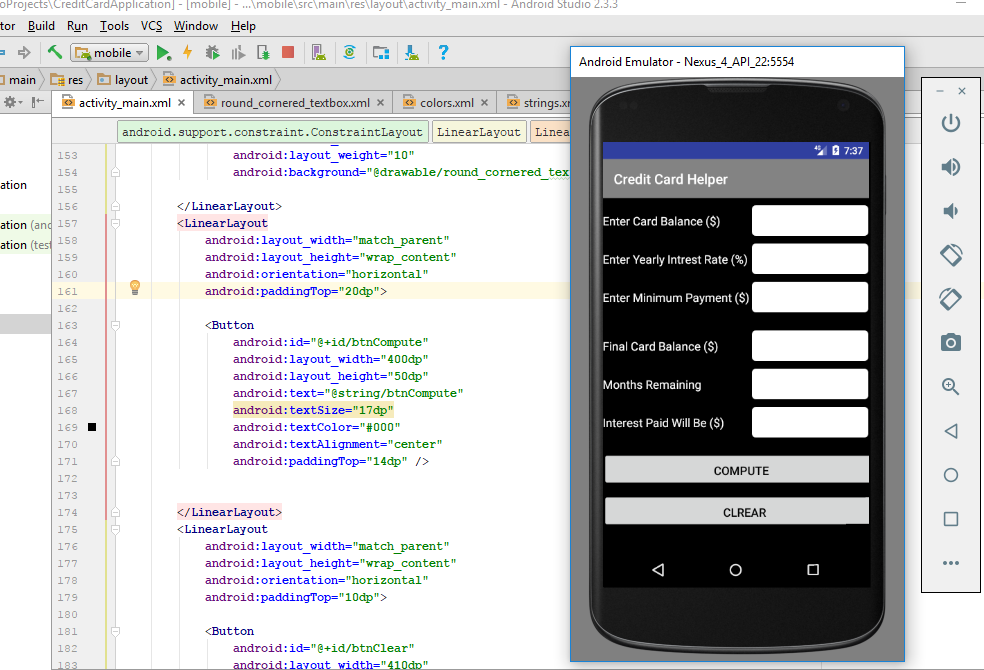 oProjects\CreditCardApplication] - [mobile] - ...\mobile\src\main\res\layout\activity_main.xml - Android Studio 2.3.3
tor Build Run Tools VCS Window Help
mobile
main res layout activity_main.xml
activity_main.xml round_cornered_textbox.xml colors.xml strings.xm
android.support.constraint.ConstraintLayout LinearLayout Linea
ation
ation (and
ation (test
153 android:layout_weight="10"
154 android:background="@drawable/round_cornered_tex
155
156 </LinearLayout>
157 <LinearLayout
158 android:layout_width="match_parent"
159 android:layout_height="wrap_content"
160 android:orientation="horizontal"
161 android:paddingTop="20dp">
162
163 <Button
164 android:id="@+id/btnCompute"
165 android:layout_width="400dp"
166 android:layout_height="50dp"
167 android:text="@string/btnCompute"
168 android:textSize="17dp"
169 android:textColor="#000"
170 android:textAlignment="center"
171 android:paddingTop="14dp" />
172
173
174 </LinearLayout>
175 <LinearLayout
176 android:layout_width="match_parent"
177 android:layout_height="wrap_content"
178 android:orientation="horizontal"
179 android:paddingTop="10dp">
180
181 <Button
182 android:id="@+id/btnClear"
183 android:layout_width="410dp"
Android Emulator - Nexus_4_API_22:5554
7:37
Credit Card Helper
Enter Card Balance ($)
Enter Yearly Intrest Rate (%)
Enter Minimum Payment ($)
Final Card Balance ($)
Months Remaining
Interest Paid Will Be ($)
COMPUTE
CLREAR